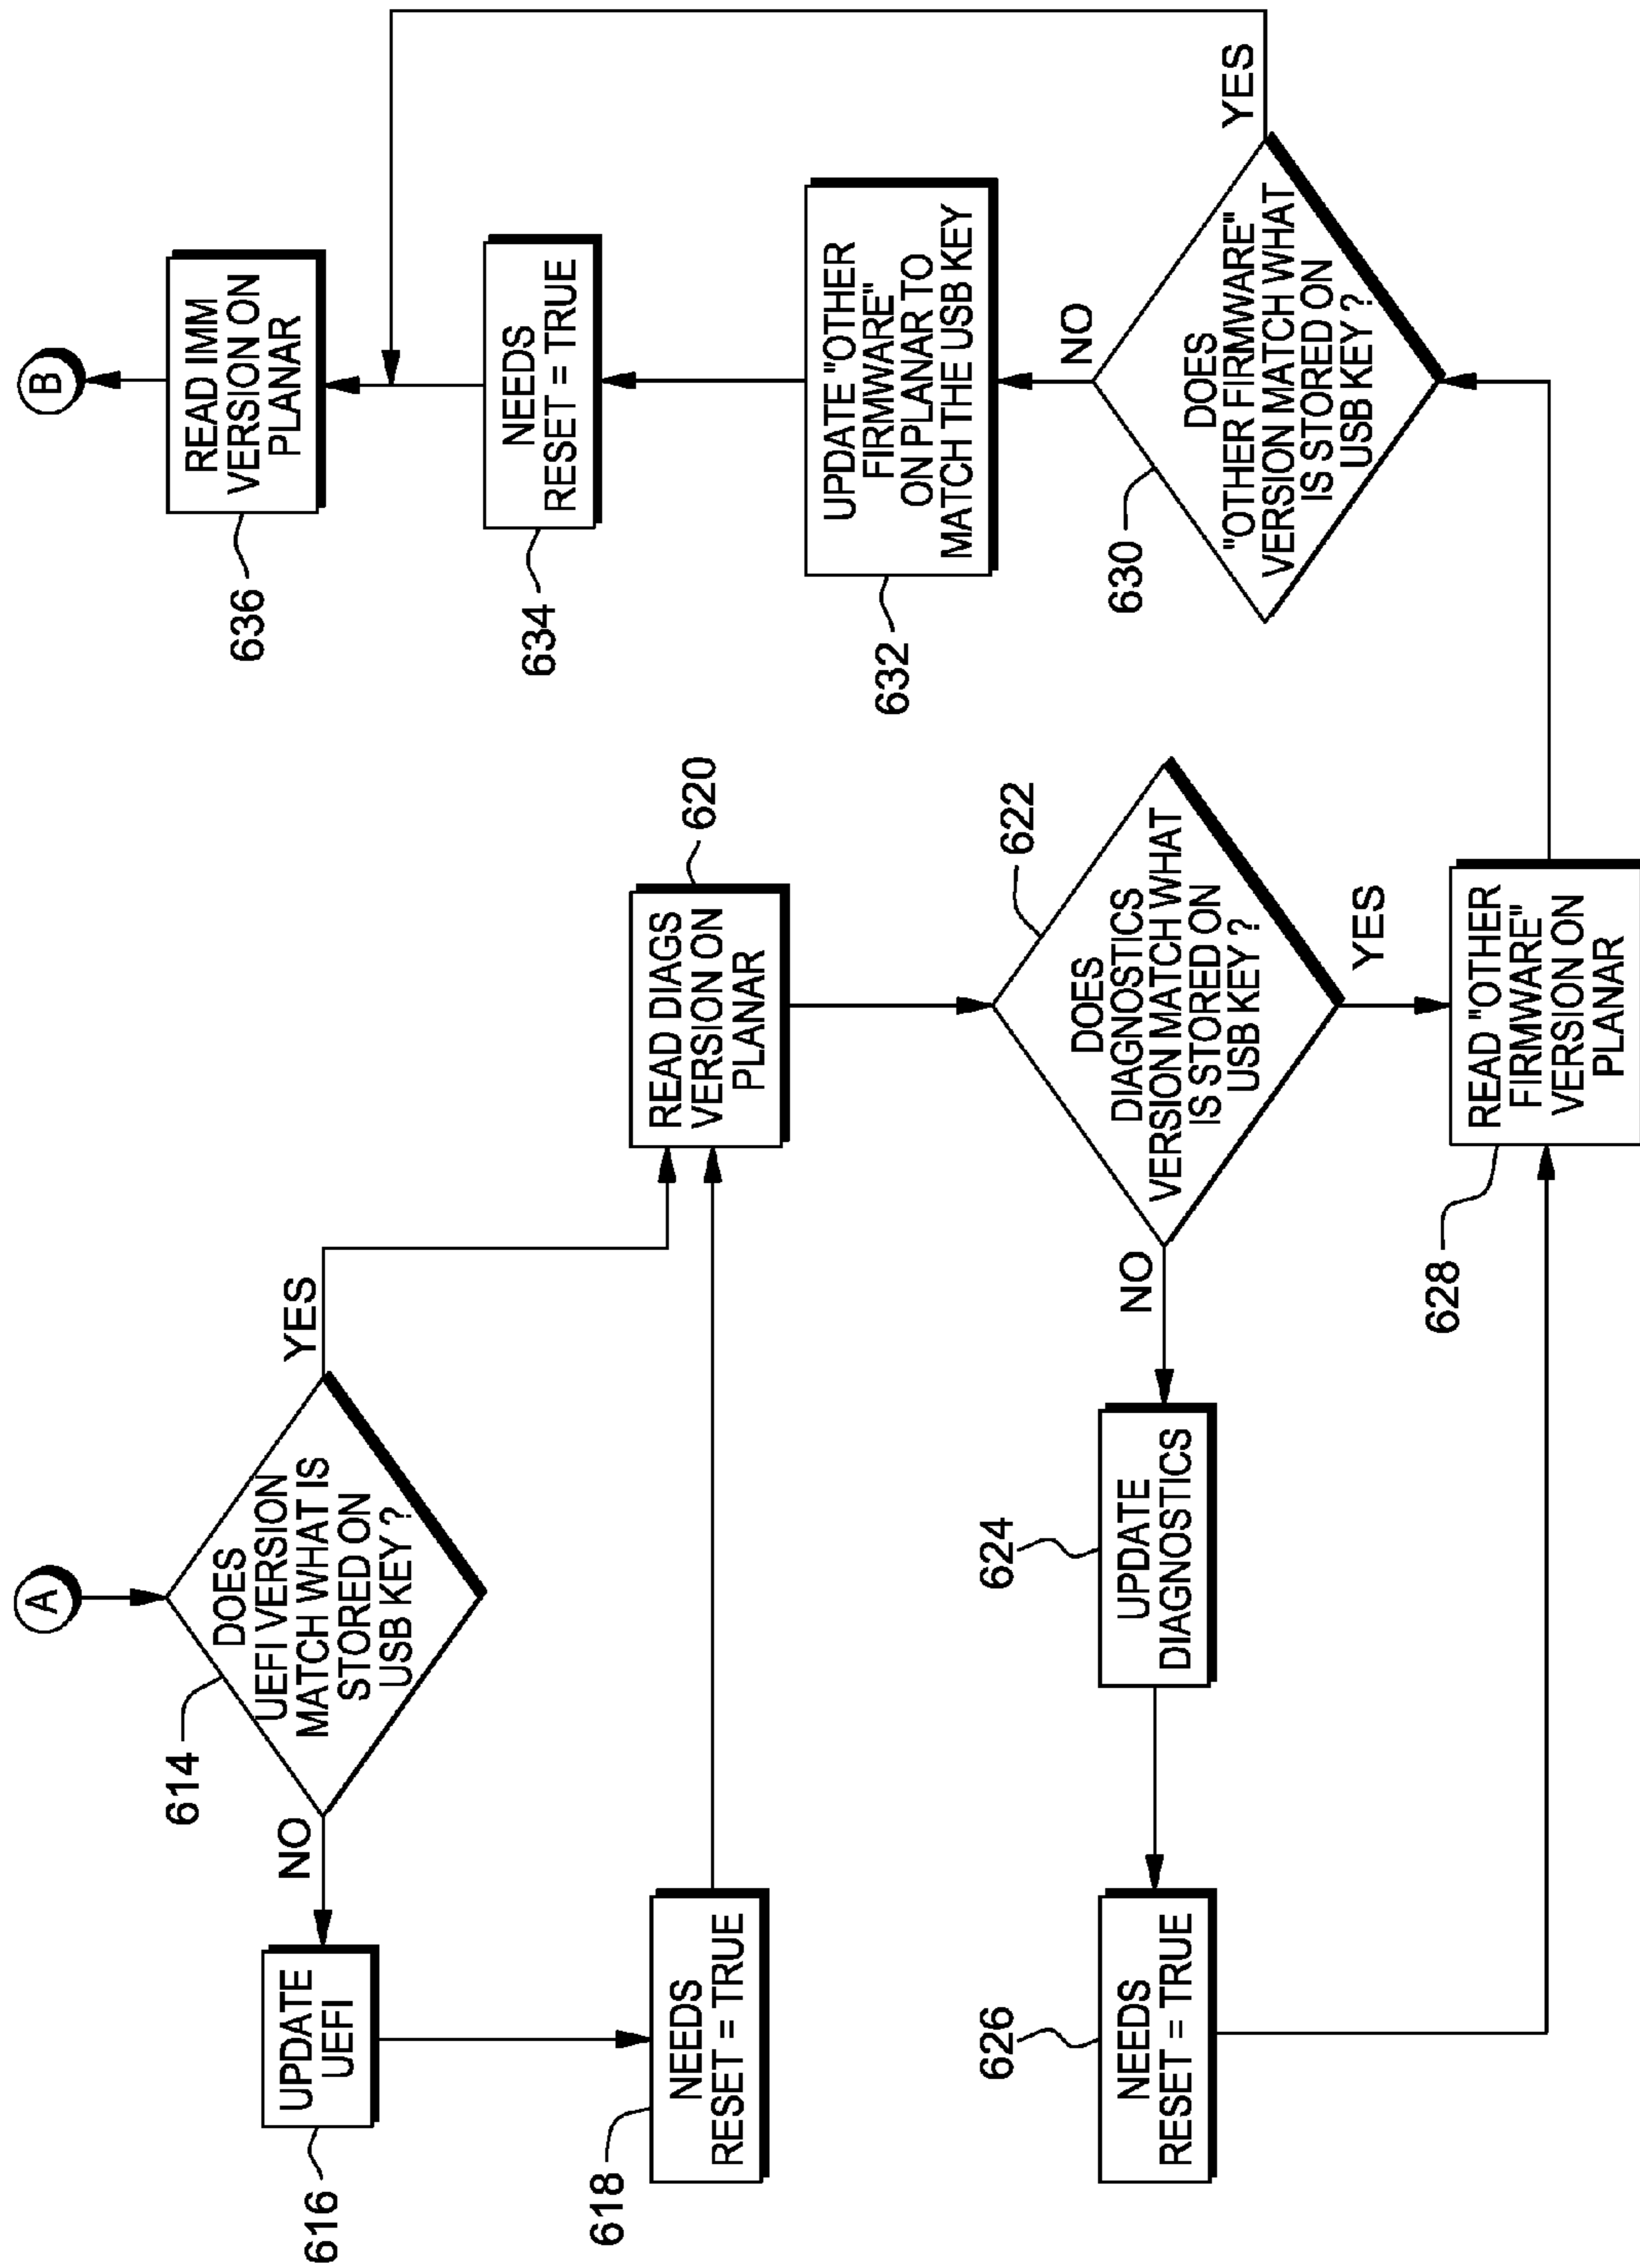 A
614
DOES
UEFI VERSION
MATCH WHAT IS
STORED ON
USB KEY ?
NO
YES
616
UPDATE
UEFI
618
NEEDS
RESET = TRUE
READ DIAGS
VERSION ON
PLANAR
620
DOES
DIAGNOSTICS
VERSION MATCH WHAT
IS STORED ON
USB KEY ?
622
NO
YES
624
UPDATE
DIAGNOSTICS
626
NEEDS
RESET = TRUE
628
READ "OTHER
FIRMWARE"
VERSION ON
PLANAR
630
DOES
"OTHER FIRMWARE"
VERSION MATCH WHAT
IS STORED ON
USB KEY ?
NO
YES
632
UPDATE "OTHER
FIRMWARE"
ON PLANAR TO
MATCH THE USB KEY
634
NEEDS
RESET = TRUE
636
READ IMM
VERSION ON
PLANAR
B